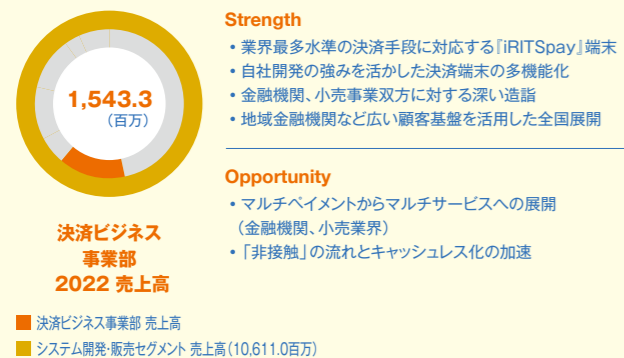 1,543.3
（百万）
決済ビジネス
事業部
2022 売上高
決済ビジネス事業部 売上高
システム開発・販売セグメント 売上高（10,611.0百万）
Strength
・業界最多水準の決済手段に対応する『iRITSpay』端末
・自社開発の強みを活かした決済端末の多機能化
・金融機関、小売事業双方に対する深い造詣
・地域金融機関など広い顧客基盤を活用した全国展開
Opportunity
・マルチペイメントからマルチサービスへの展開
（金融機関、小売業界）
・「非接触」の流れとキャッシュレス化の加速